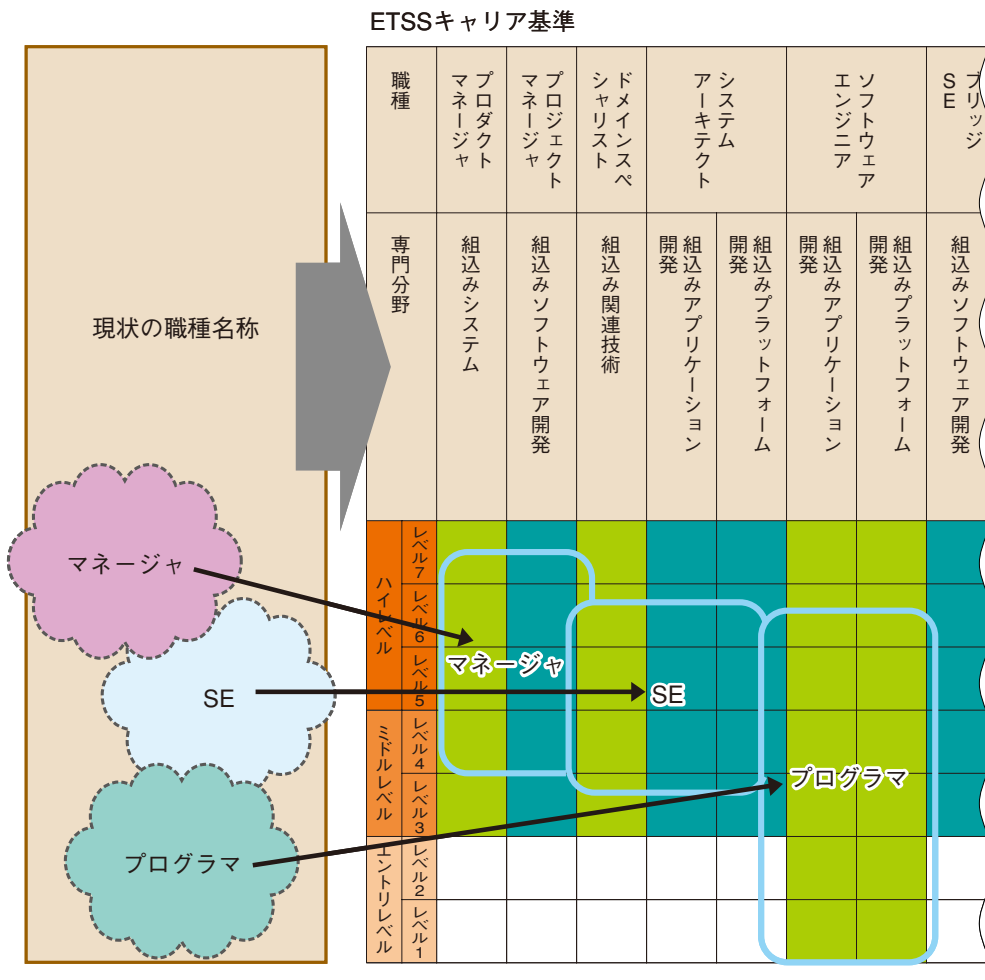 ETSSキャリア基準
現状の職種名称
マネージャ
SE
プログラマ
職種
プロダクト
マネージャ
プロジェクト
マネージャ
ドメインスペ
シャリスト
システム
アーキテクト
ソフトウェア
エンジニア
ブリッジ
SE
専門分野
組込みシステム
組込みソフトウェア開発
組込み関連技術
組込みアプリケーション
開発
組込みプラットフォーム
開発
組込みアプリケーション
開発
組込みプラットフォーム
開発
組込みソフトウェア開発
ハイレベル
レベル7
レベル6
レベル5
ミドルレベル
レベル4
レベル3
エントリレベル
レベル2
レベル1
マネージャ
SE
プログラマ